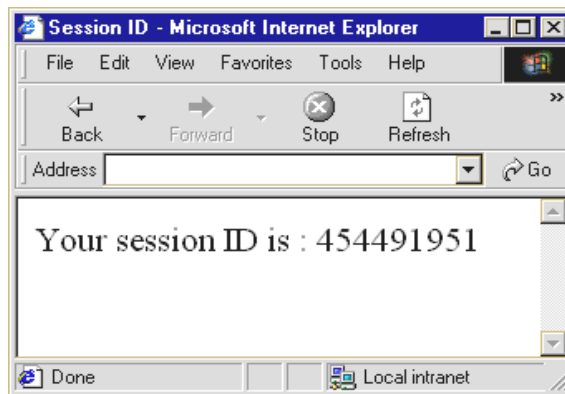 Session ID - Microsoft Internet Explorer
File Edit View Favorites Tools Help
Back Forward Stop Refresh »
Address Go
Your session ID is : 454491951
Done Local intranet